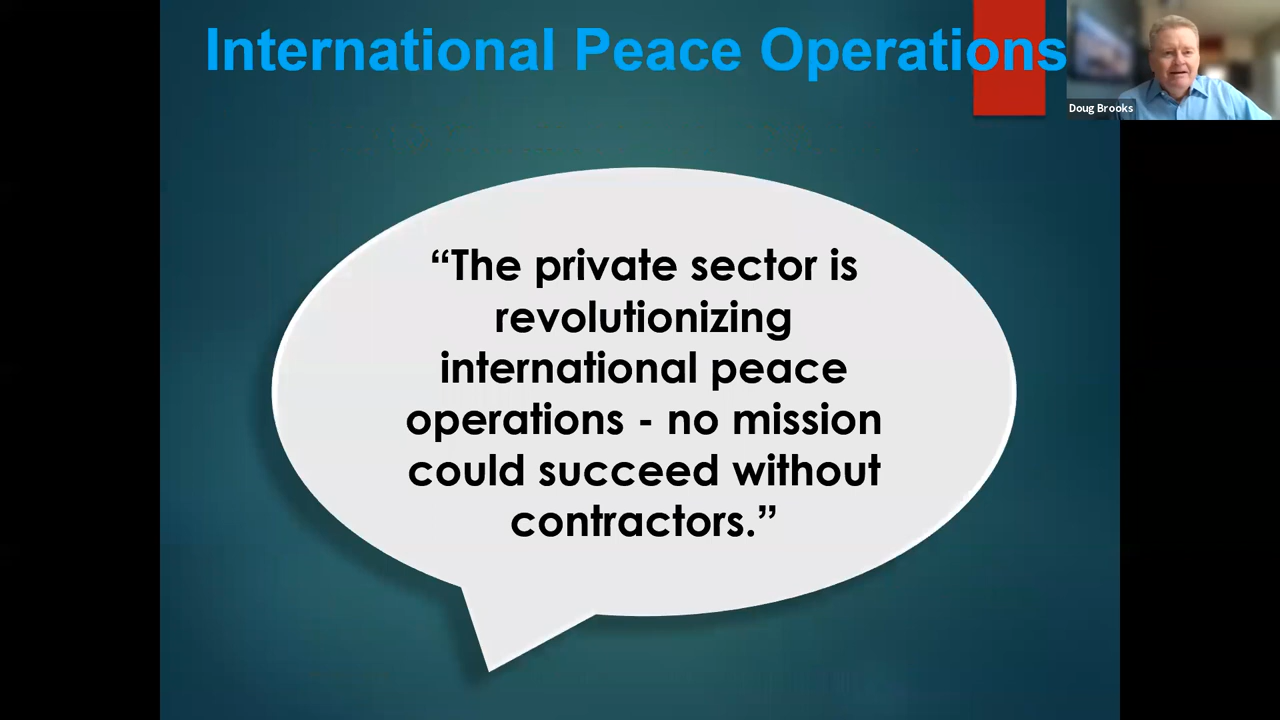 International Peace Operations
Doug Brooks
“The private sector is
revolutionizing
international peace
operations - no mission
could succeed without
contractors.”